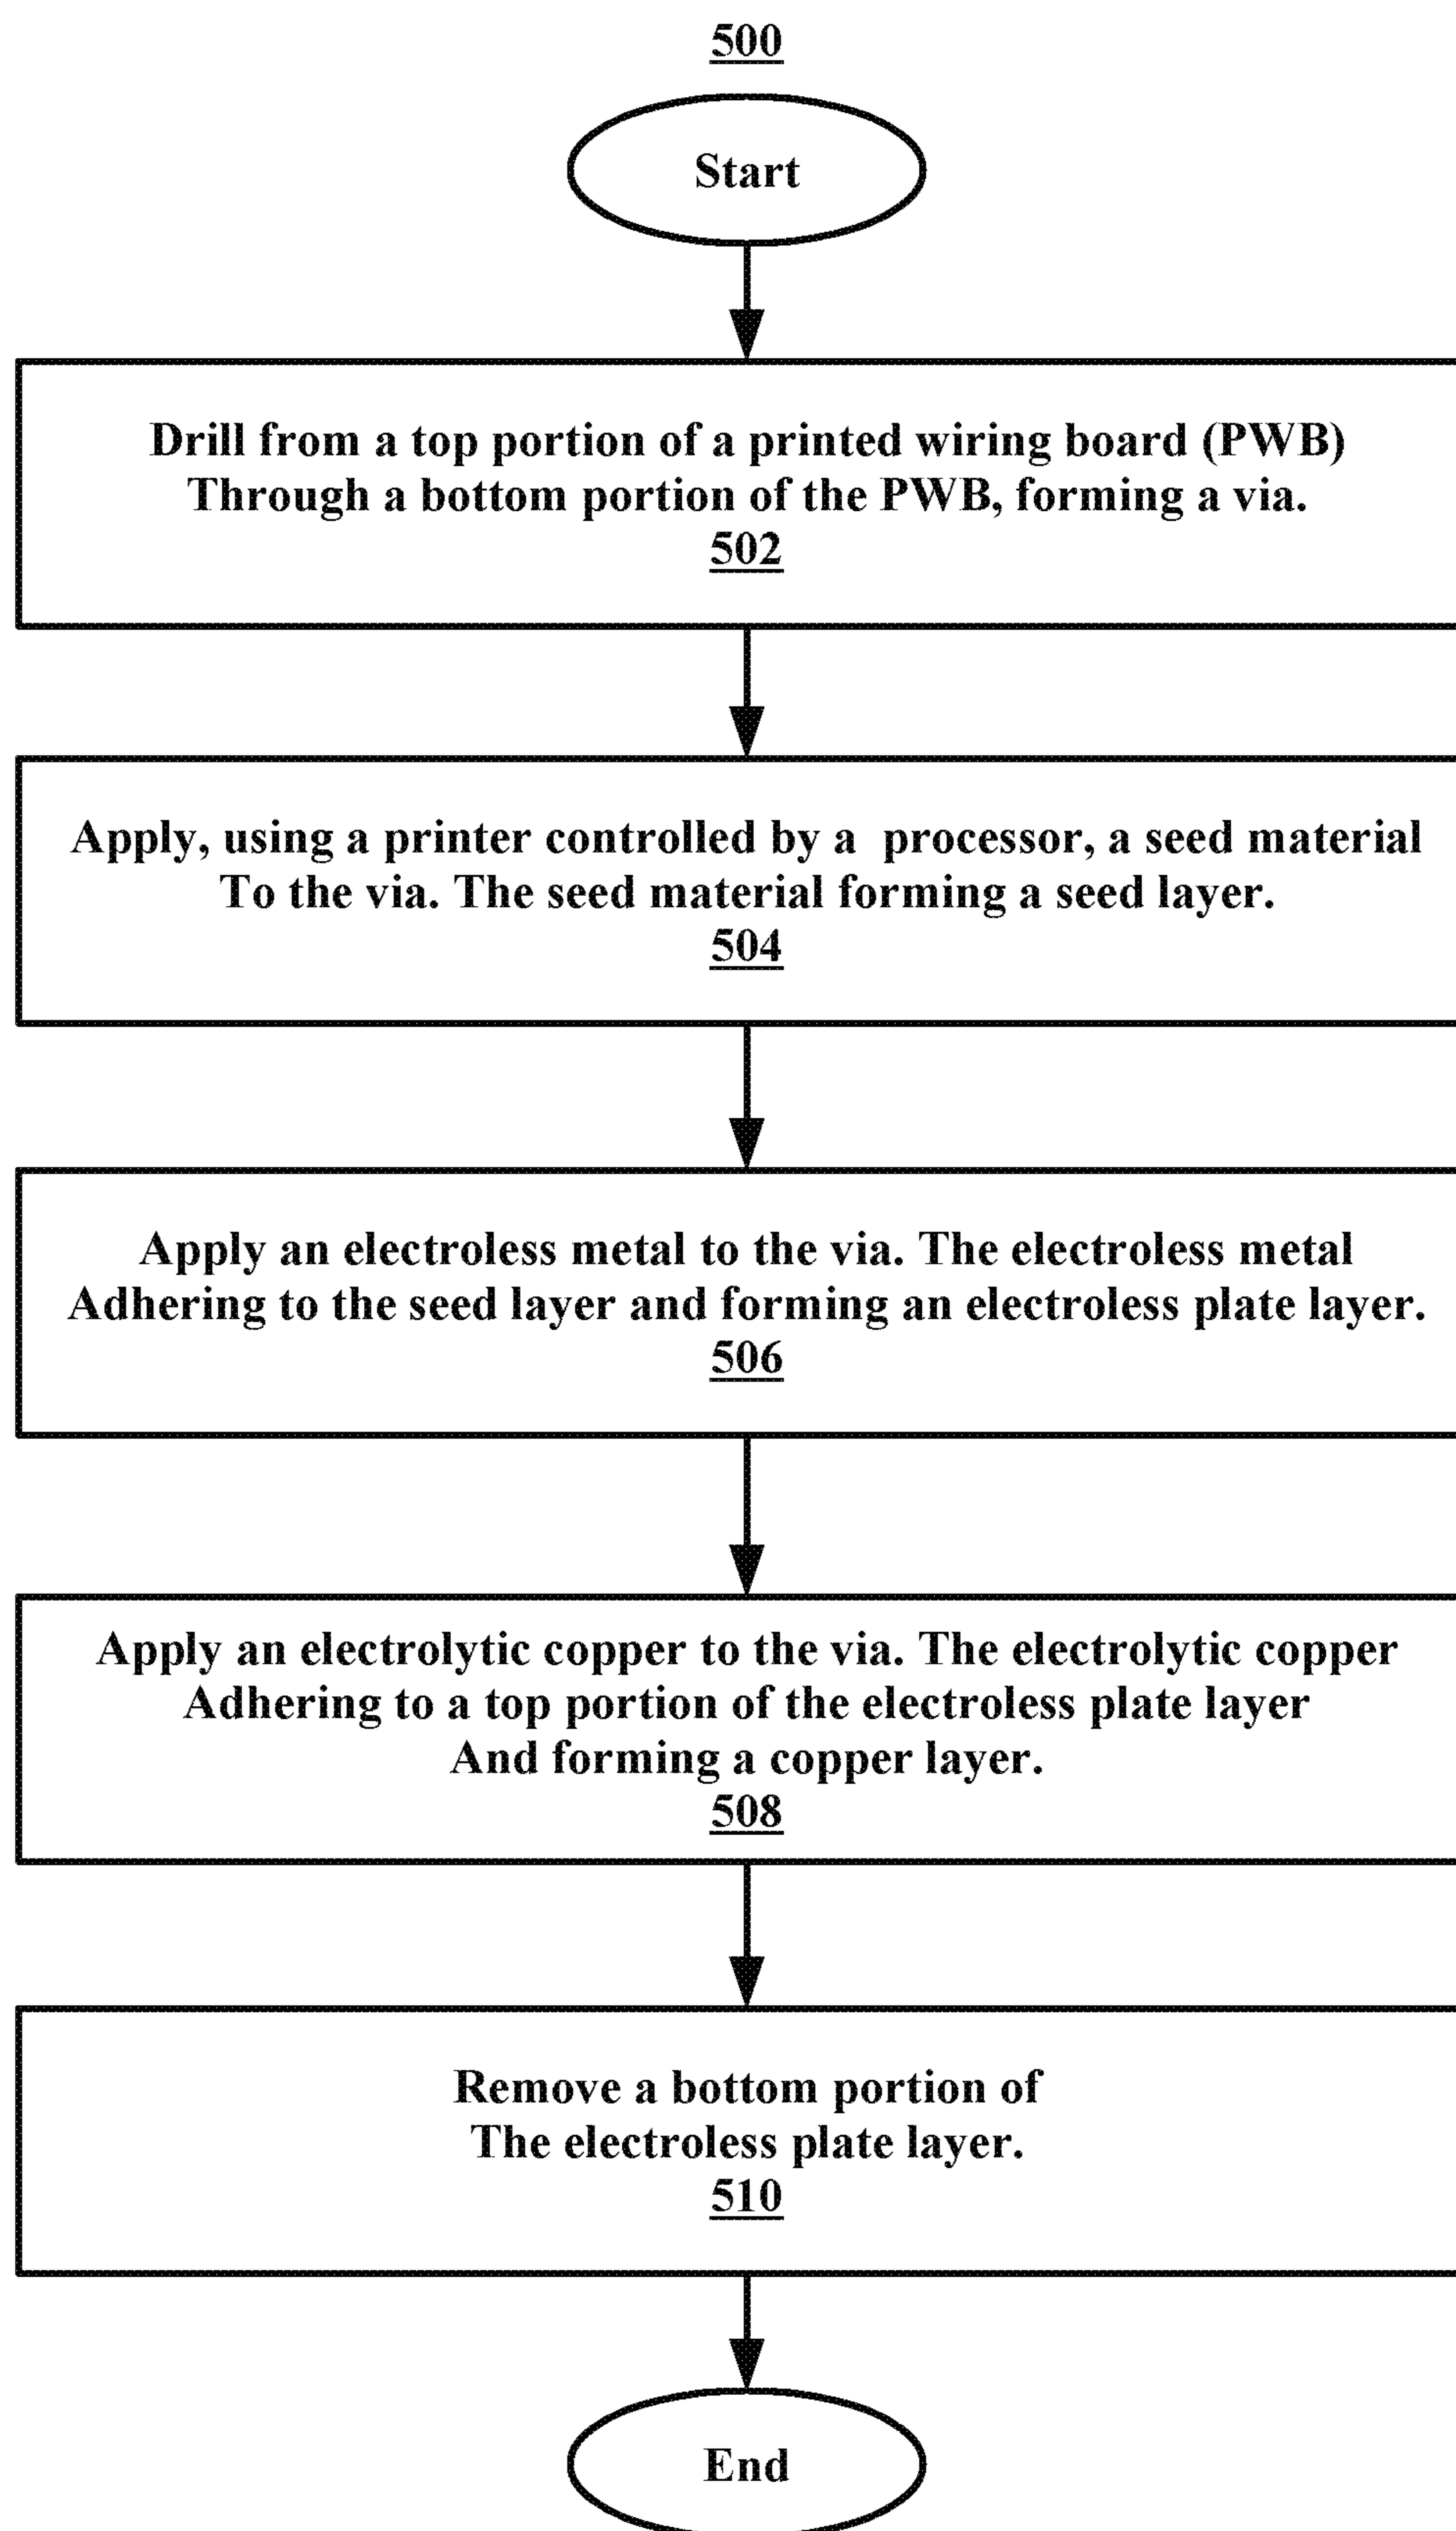 500
Start
Drill from a top portion of a printed wiring board (PWB)
Through a bottom portion of the PWB, forming a via.
502
Apply, using a printer controlled by a  processor, a seed material
To the via. The seed material forming a seed layer.
504
Apply an electroless metal to the via. The electroless metal
Adhering to the seed layer and forming an electroless plate layer.
506
Apply an electrolytic copper to the via. The electrolytic copper
Adhering to a top portion of the electroless plate layer
And forming a copper layer.
508
Remove a bottom portion of
The electroless plate layer.
510
End